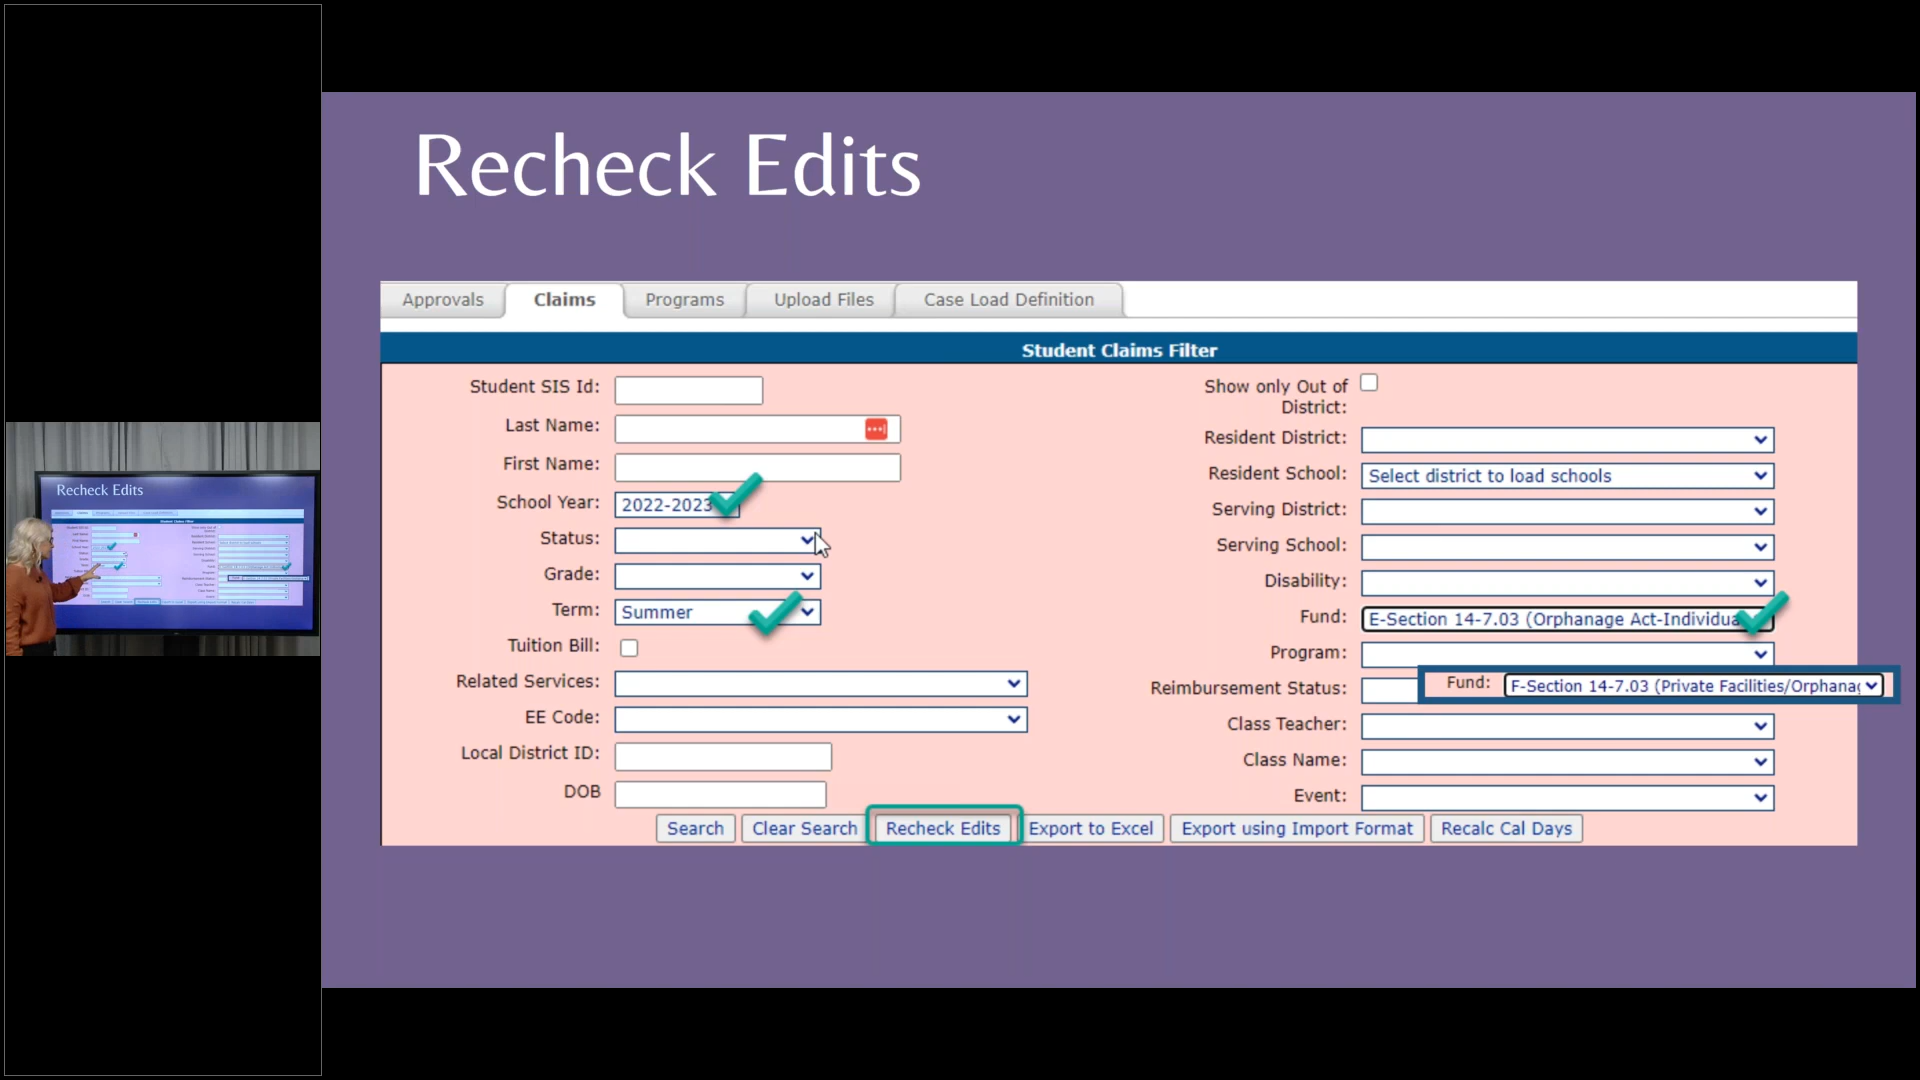 Recheck Edits
Approvals
Claims
Programs
Upload Files
Case Load Definition
Student Claims Filter
Student SIS Id:
Last Name:
First Name:
School Year: 2022-2023
Status:
Grade:
Term: Summer
Tuition Bill:
Related Services:
EE Code:
Local District ID:
DOB
Show only Out of
District:
Resident District:
Resident School: Select district to load schools
Serving District:
Serving School:
Disability:
Fund: E-Section 14-7.03 (Orphanage Act-Individua
Program:
Reimbursement Status:
Fund: F-Section 14-7.03 (Private Facilities/Orphanag
Class Teacher:
Class Name:
Event:
Search
Clear Search
Recheck Edits
Export to Excel
Export using Import Format
Recalc Cal Days
Recheck Edits